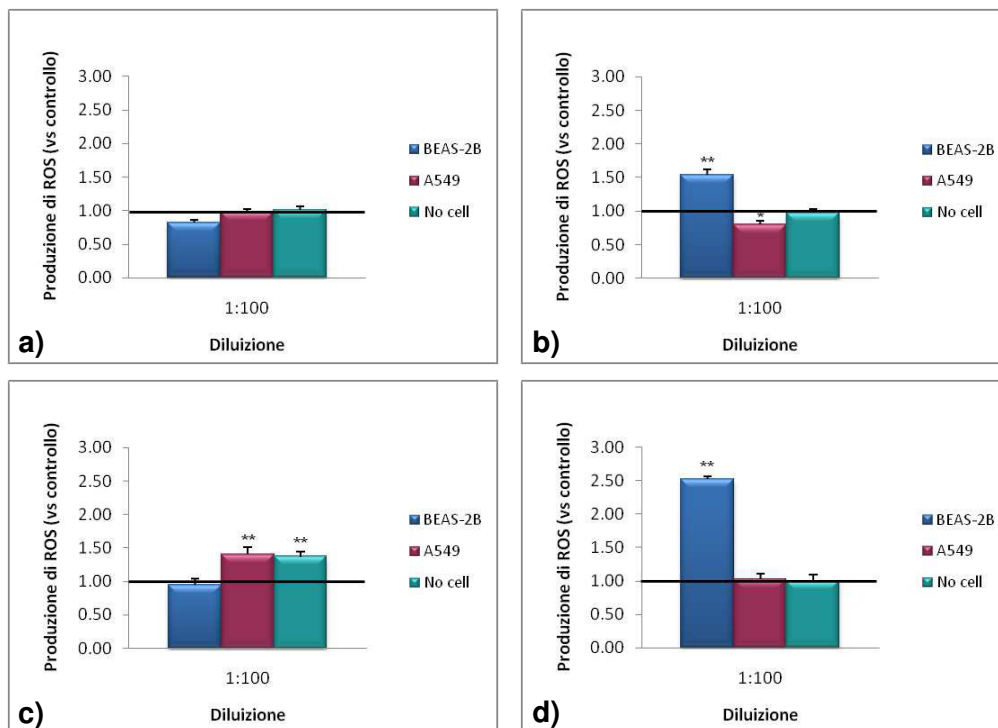 Produzione di ROS (vs controllo)
3.00
2.50
2.00
1.50
1.00
0.50
0.00
1:100
Diluizione
BEAS-2B
A549
No cell
a)
Produzione di ROS (vs controllo)
3.00
2.50
2.00
1.50
1.00
0.50
0.00
**
*
1:100
Diluizione
BEAS-2B
A549
No cell
b)
Produzione di ROS (vs controllo)
3.00
2.50
2.00
1.50
1.00
0.50
0.00
** **
1:100
Diluizione
BEAS-2B
A549
No cell
c)
Produzione di ROS (vs controllo)
3.00
2.50
2.00
1.50
1.00
0.50
0.00
**
1:100
Diluizione
BEAS-2B
A549
No cell
d)